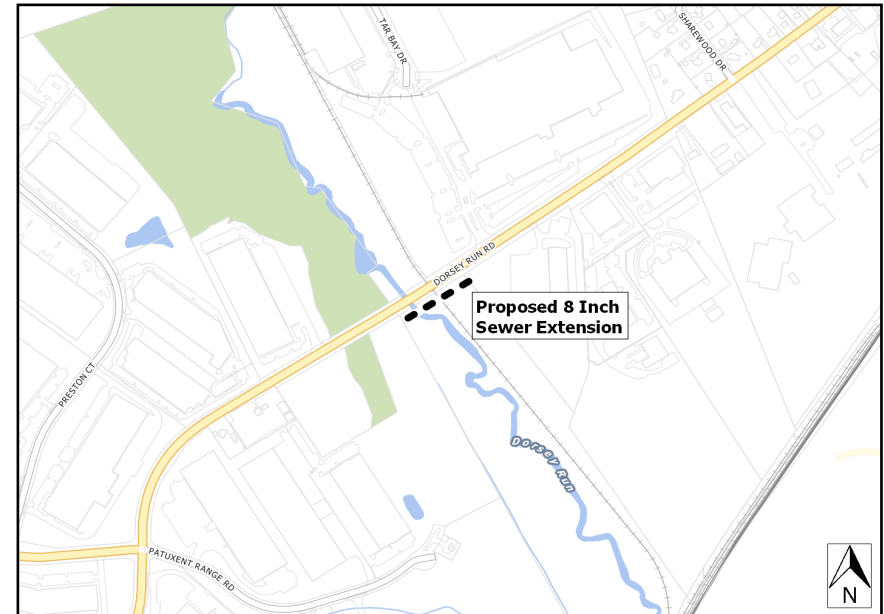 TAR BAY DR
SHAREWOOD DR
DORSEY RUN RD
Proposed 8 Inch
Sewer Extension
PRESTON CT
Dorsey Run
PATUXENT RANGE RD
N